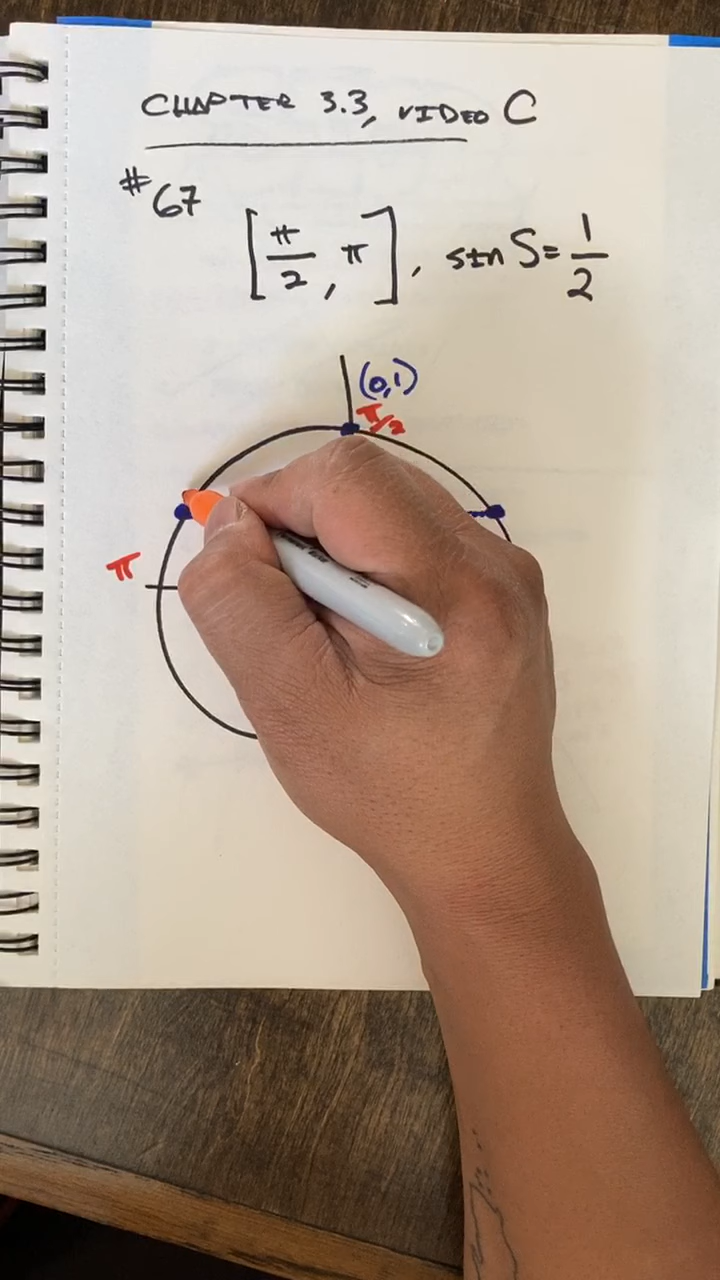 CHAPTER 3.3, VIDEO C
#67 [π/2, π], sin S = 1/2
(0,1)
π/2
π